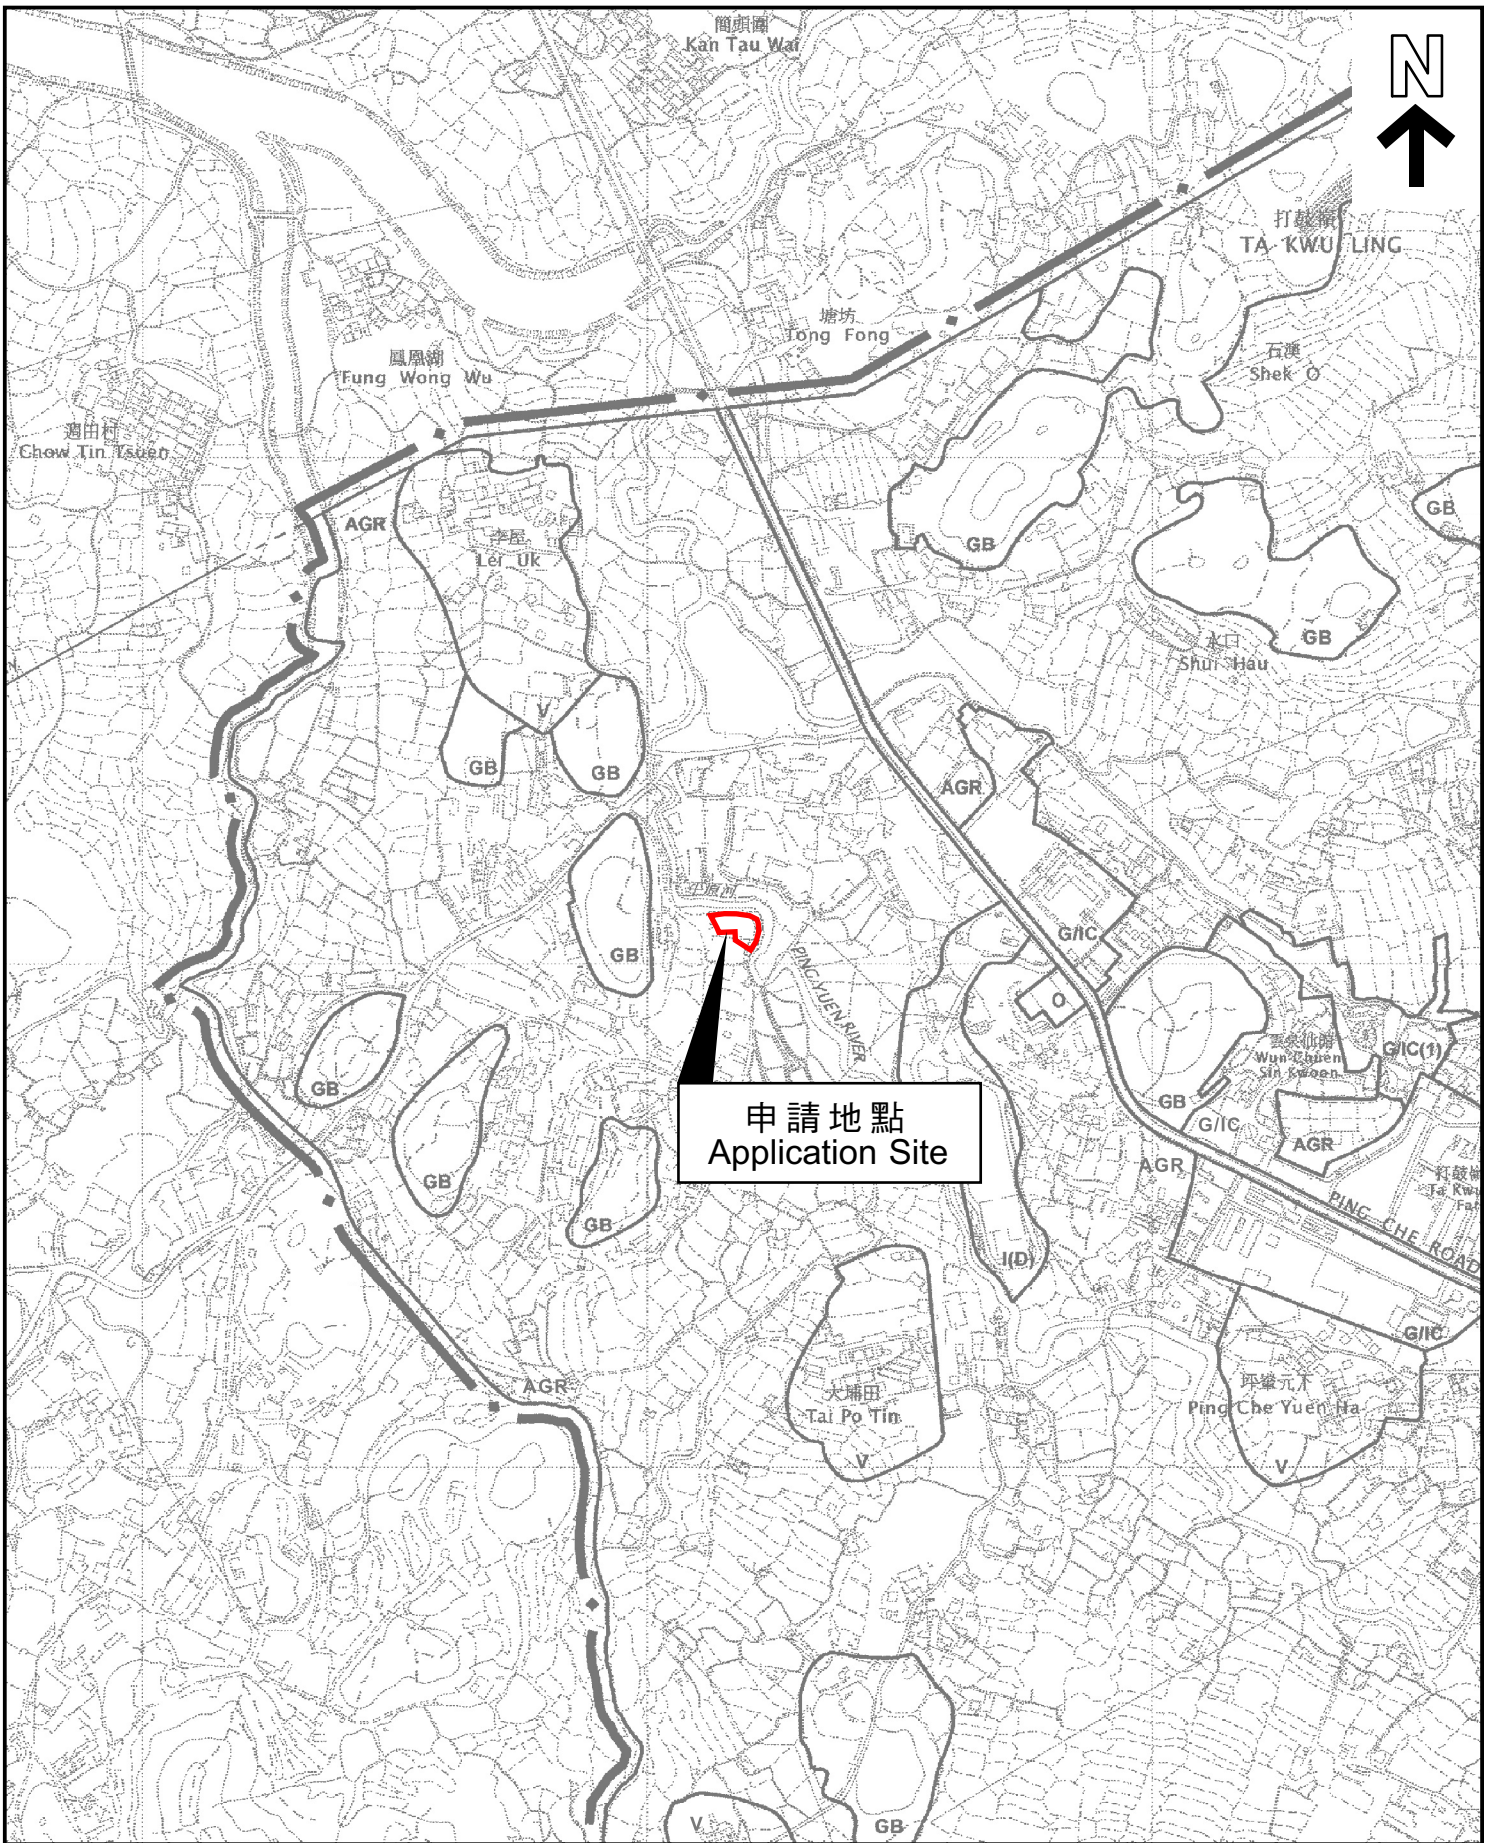 簡頭圍
Kan Tau Wai
N
打鼓嶺
TA KWU LING
塘坊
Tong Fong
鳳凰湖
Fung Wong Wu
石澳
Shek O
週田村
Chow Tin Tsuen
GB
AGR
李屋
Lei Uk
GB
水口
Shui Hau
GB
V
GB
GB
AGR
平原河
G/IC
GB
PING YUEN RIVER
O
雲泉仙館
Wun Chuen
Sin Kwoon
G/IC(1)
GB
GB
G/IC
申請地點
Application Site
AGR
AGR
打鼓嶺
Ta Kwu
GB
PING CHE ROAD
GB
I(D)
G/IC
AGR
大埔田
Tai Po Tin
坪輋元下
Ping Che Yuen Ha
V
V
V
GB